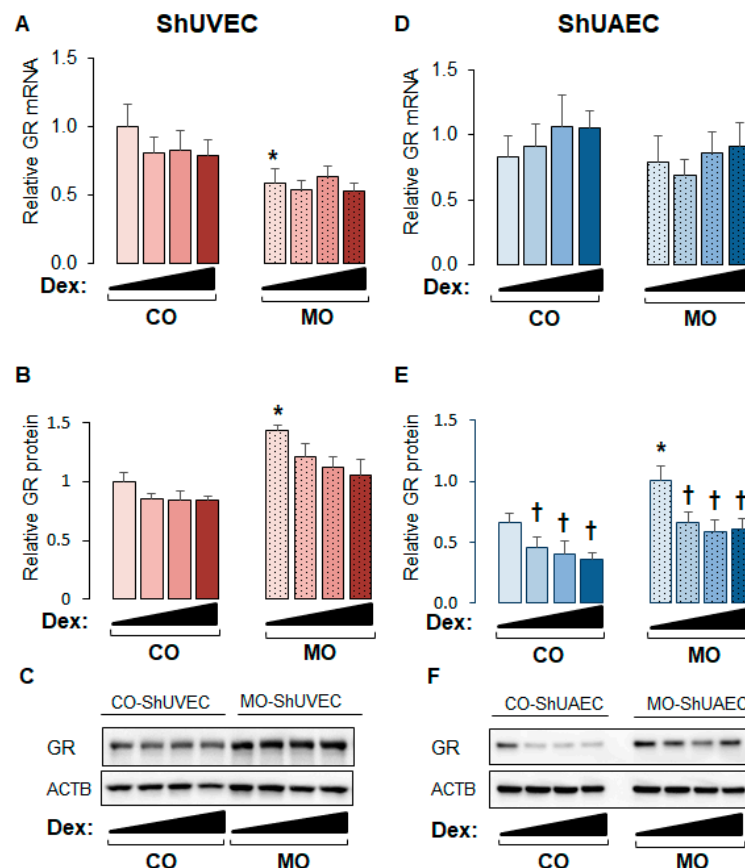 A ShUVEC
Relative GR mRNA
1.5
1.0
0.5
0.0
*
Dex:
CO MO
D ShUAEC
Relative GR mRNA
1.5
1.0
0.5
0.0
Dex:
CO MO
B
Relative GR protein
1.5
1
0.5
0
*
Dex:
CO MO
E
Relative GR protein
1.5
1.0
0.5
0.0
† † † * † † †
Dex:
CO MO
C
CO-ShUVEC MO-ShUVEC
GR
ACTB
Dex:
CO MO
F
CO-ShUAEC MO-ShUAEC
GR
ACTB
Dex:
CO MO